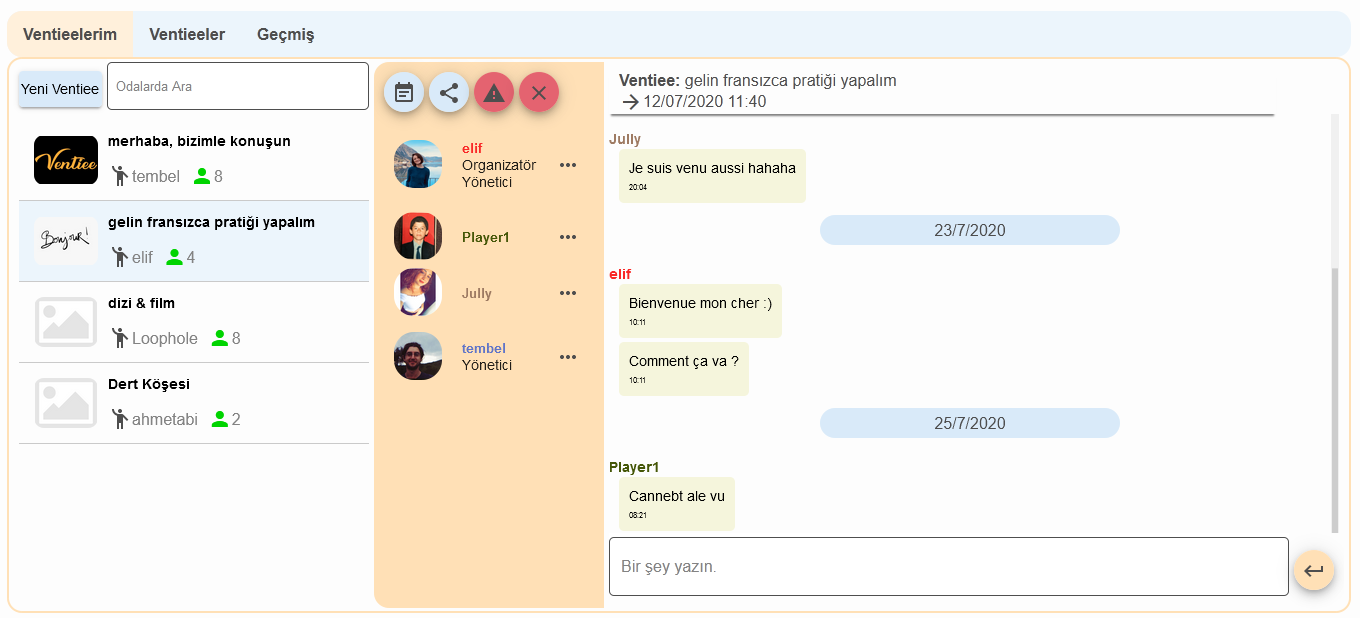 Ventieelerim Ventieeler Geçmiş
Yeni Ventiee
Odalarda Ara
Ventiee
merhaba, bizimle konuşun
tembel 8
Bonjour!
gelin fransızca pratiği yapalım
elif 4
dizi & film
Loophole 8
Dert Köşesi
ahmetabi 2
elif
Organizatör
Yönetici
Player1
Jully
tembel
Yönetici
Ventiee: gelin fransızca pratiği yapalım
12/07/2020 11:40
Jully
Je suis venu aussi hahaha
20:04
23/7/2020
elif
Bienvenue mon cher :)
10:11
Comment ça va ?
10:11
25/7/2020
Player1
Cannebt ale vu
08:21
Bir şey yazın.